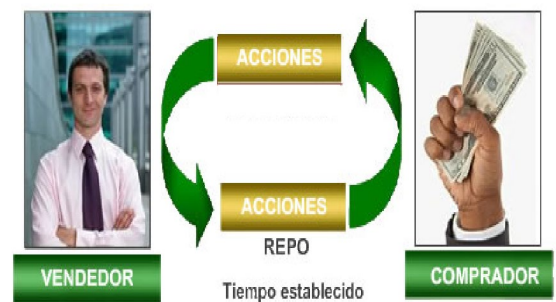 ACCIONES
ACCIONES
REPO
VENDEDOR
COMPRADOR
Tiempo establecido